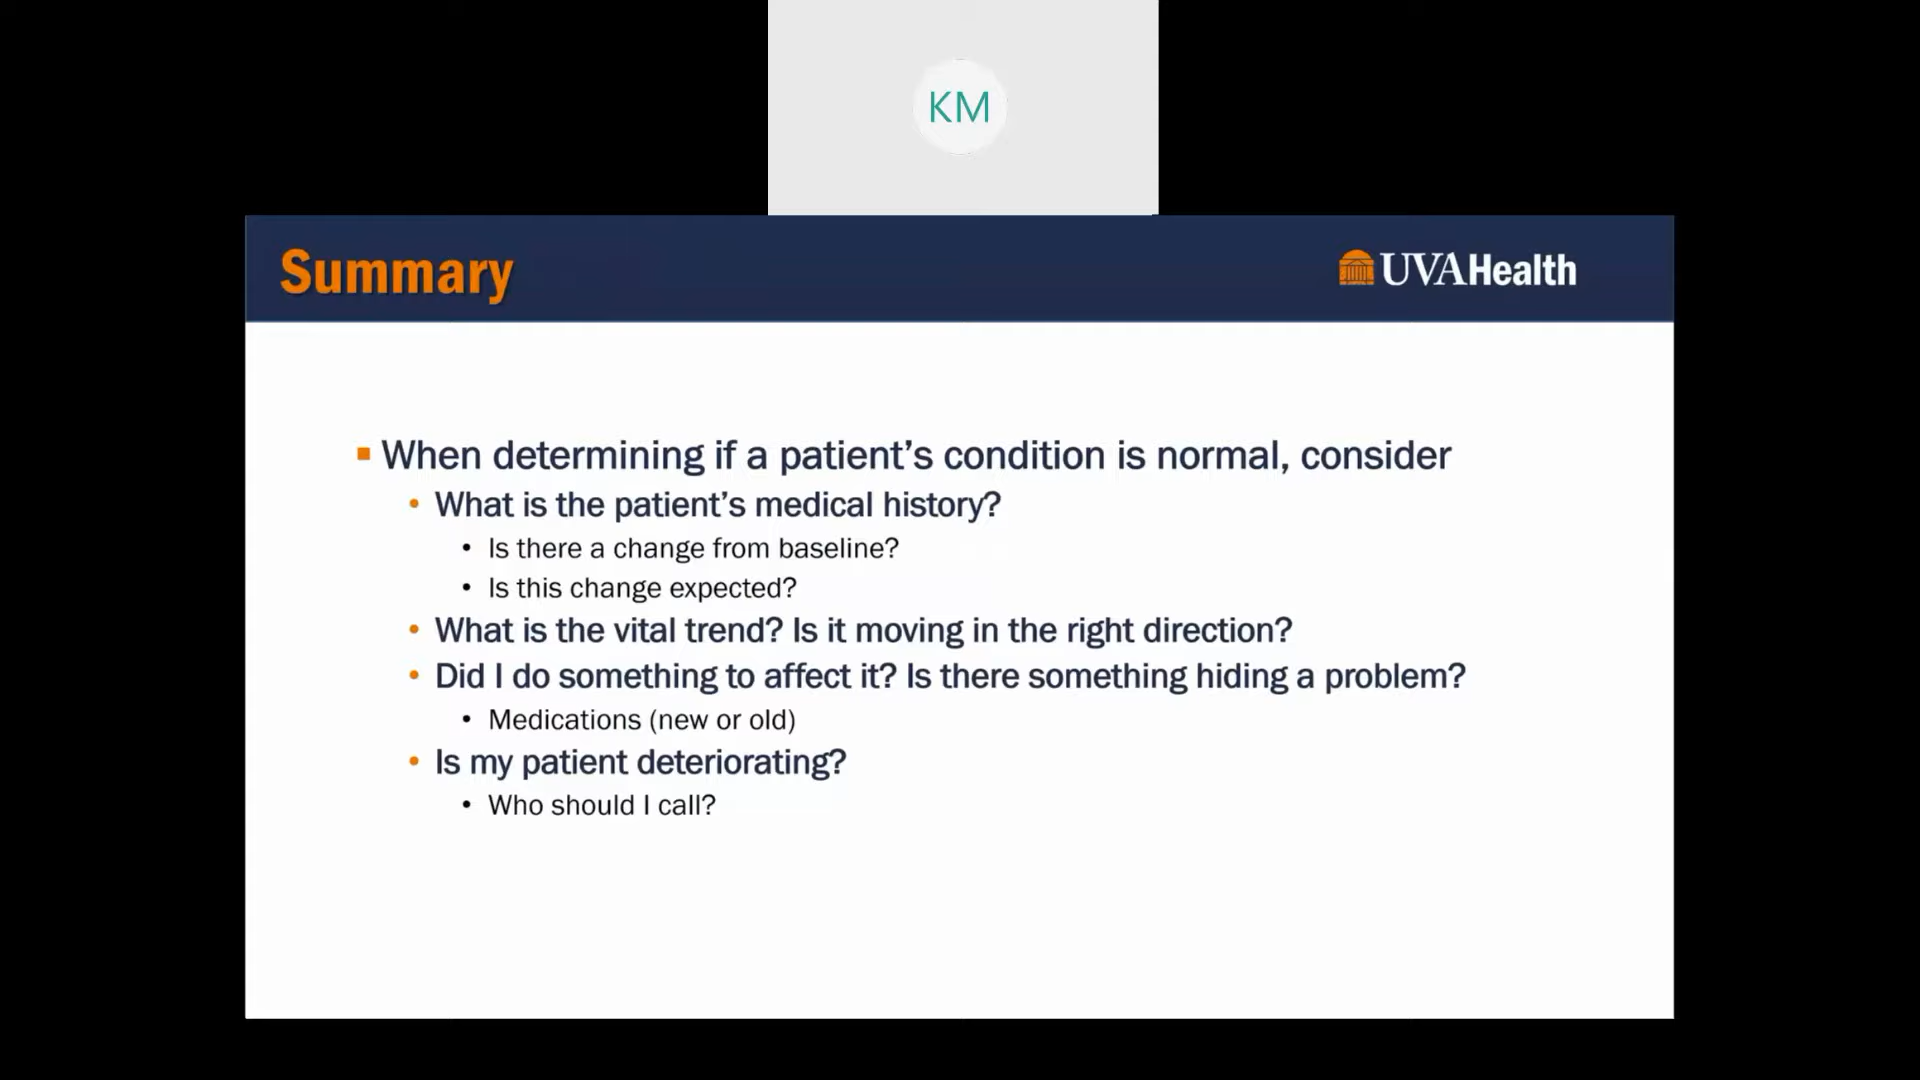 KM
Summary
UVAHealth
When determining if a patient's condition is normal, consider
What is the patient's medical history?
Is there a change from baseline?
Is this change expected?
What is the vital trend? Is it moving in the right direction?
Did I do something to affect it? Is there something hiding a problem?
Medications (new or old)
Is my patient deteriorating?
Who should I call?